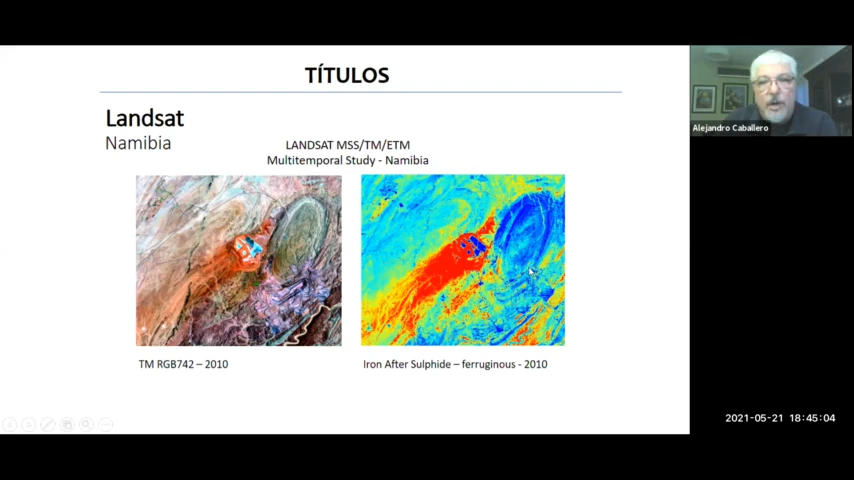 TÍTULOS
Landsat
Namibia
LANDSAT MSS/TM/ETM
Multitemporal Study - Namibia
TM RGB742 – 2010
Iron After Sulphide – ferruginous - 2010
Alejandro Caballero
2021-05-21 18:45:04